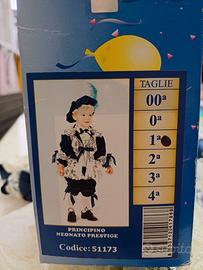 TAGLIE
00ª
0ª
1ª
2ª
3ª
4ª
PRINCIPINO
NEONATO PRESTIGE
Codice: 51173